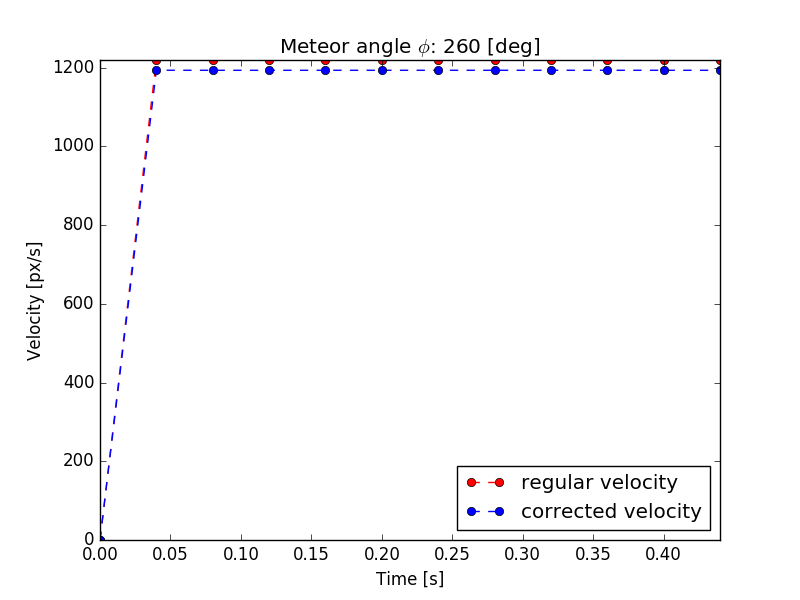 Meteor angle ϕ: 260 [deg]
1200
1000
800
600
400
200
0
Velocity [px/s]
regular velocity
corrected velocity
0.00 0.05 0.10 0.15 0.20 0.25 0.30 0.35 0.40
Time [s]